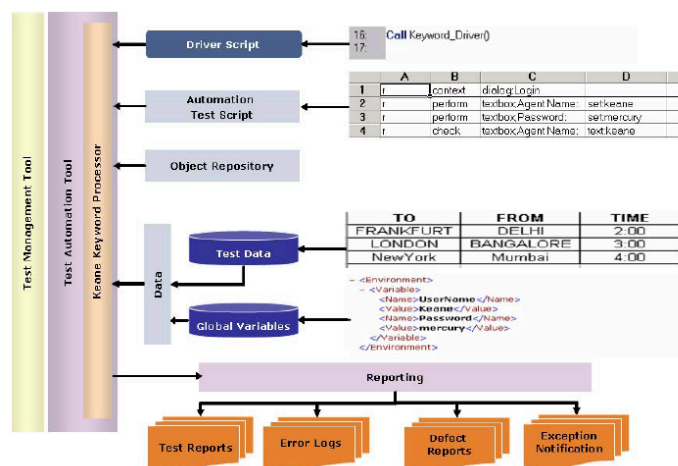 Test Management Tool
Test Automation Tool
Keane Keyword Processor
Driver Script
16: Call Keyword_Driver()
17:
Automation
Test Script
A B C D
1 r context dialog;Login
2 r perform textbox;Agent Name: set:keane
3 r perform textbox;Password: set:mercury
4 r check textbox;Agent Name: text:keane
Object Repository
Data
Test Data
TO FROM TIME
FRANKFURT DELHI 2:00
LONDON BANGALORE 3:00
NewYork Mumbai 4:00
Global Variables
- <Environment>
- <Variable>
<Name>UserName</Name>
<Value>Keane</Value>
<Name>Password</Name>
<Value>mercury</Value>
</Variable>
</Environment>
Reporting
Test Reports
Error Logs
Defect
Reports
Exception
Notification